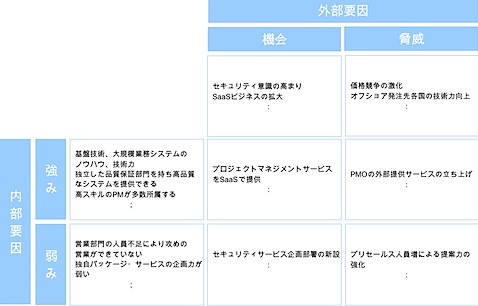 外部要因
機会
脅威
セキュリティ意識の高まり
SaaSビジネスの拡大
:
価格競争の激化
オフショア発注先各国の技術力向上
:
内部要因
強み
基盤技術、大規模業務システムの
ノウハウ、技術力
独立した品質保証部門を持ち高品質
なシステムを提供できる
高スキルのPMが多数所属する
:
プロジェクトマネジメントサービス
をSaaSで提供
:
PMOの外部提供サービスの立ち上げ
:
弱み
営業部門の人員不足により攻めの
営業ができていない
独自パッケージ・サービスの企画力が
弱い
:
セキュリティサービス企画部署の新設
:
プリセールス人員増による提案力の
強化
: